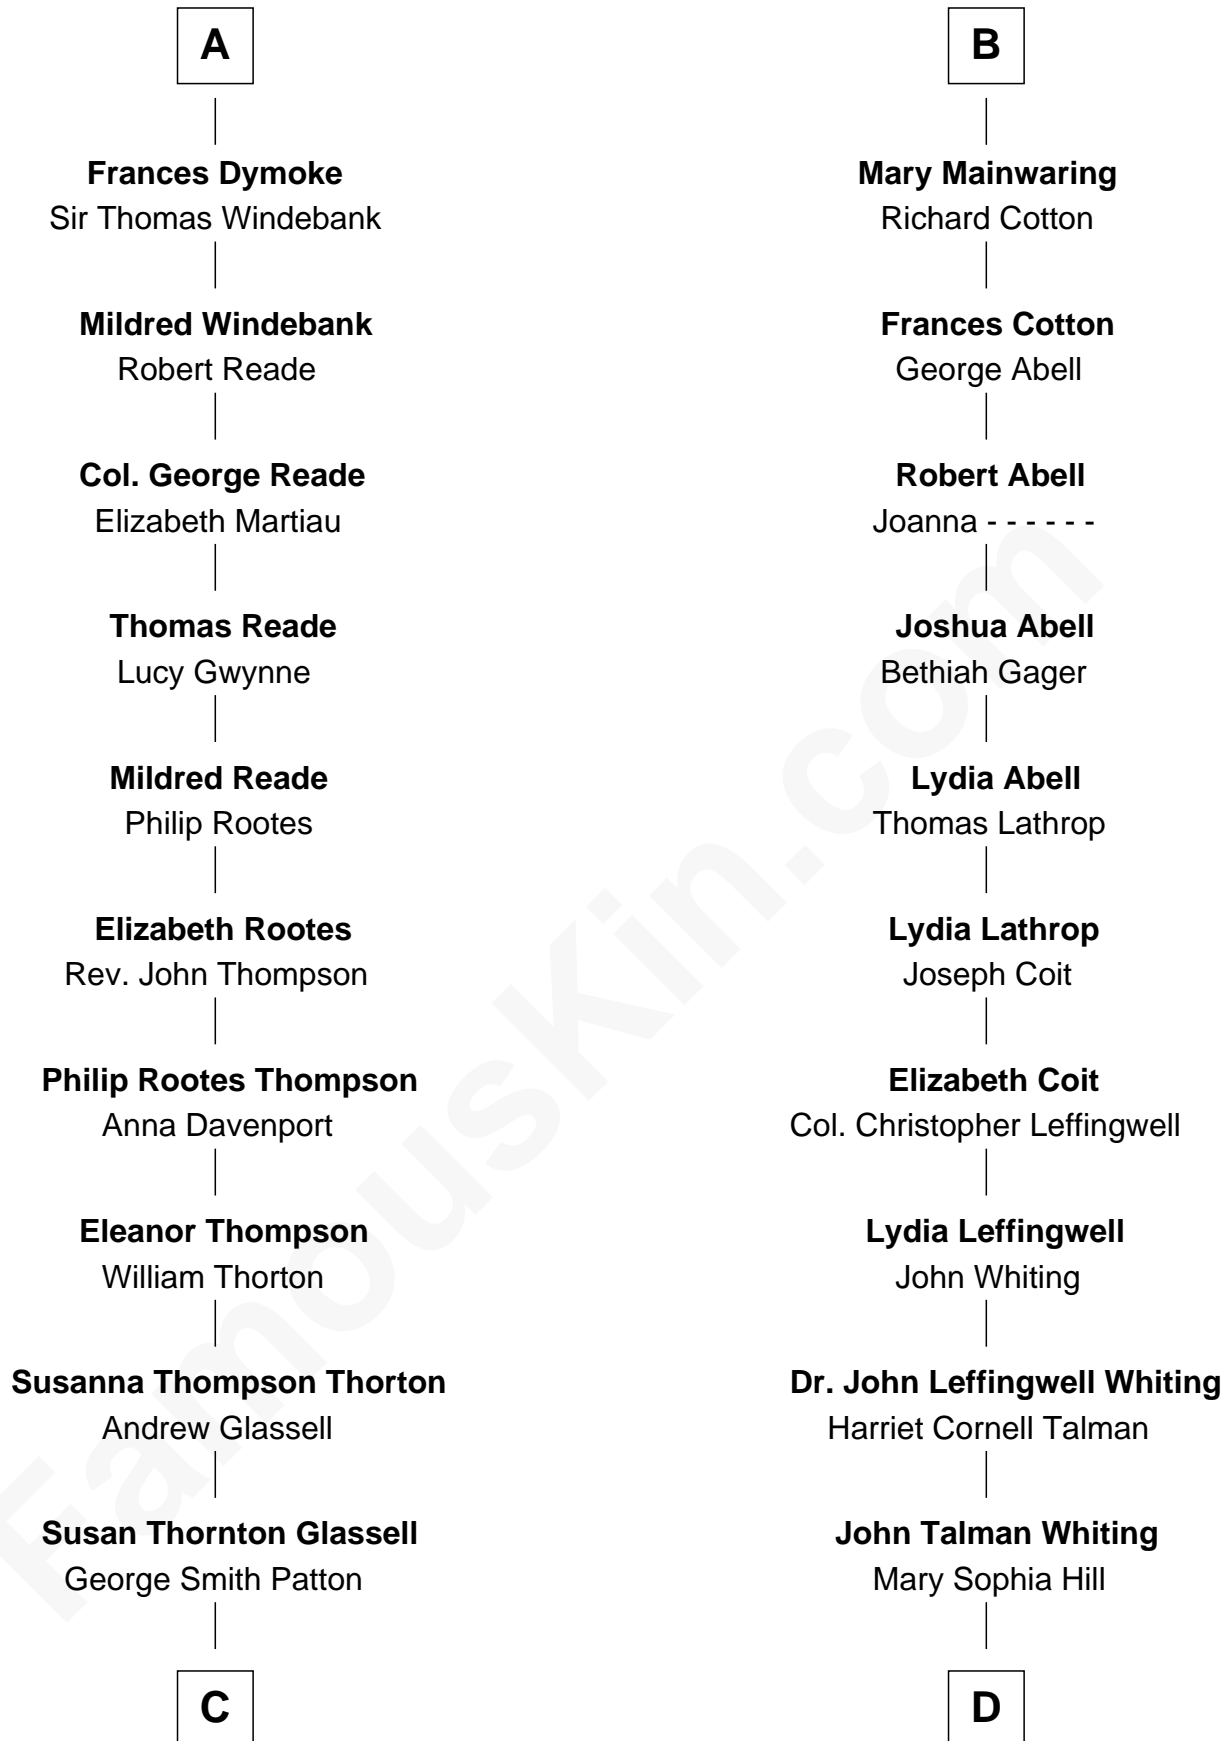 A
Frances Dymoke
Sir Thomas Windebank
Mildred Windebank
Robert Reade
Col. George Reade
Elizabeth Martiau
Thomas Reade
Lucy Gwynne
Mildred Reade
Philip Rootes
Elizabeth Rootes
Rev. John Thompson
Philip Rootes Thompson
Anna Davenport
Eleanor Thompson
William Thorton
Susanna Thompson Thorton
Andrew Glassell
Susan Thornton Glassell
George Smith Patton
C
B
Mary Mainwaring
Richard Cotton
Frances Cotton
George Abell
Robert Abell
Joanna - - - - - -
Joshua Abell
Bethiah Gager
Lydia Abell
Thomas Lathrop
Lydia Lathrop
Joseph Coit
Elizabeth Coit
Col. Christopher Leffingwell
Lydia Leffingwell
John Whiting
Dr. John Leffingwell Whiting
Harriet Cornell Talman
John Talman Whiting
Mary Sophia Hill
D
FamousKin.com